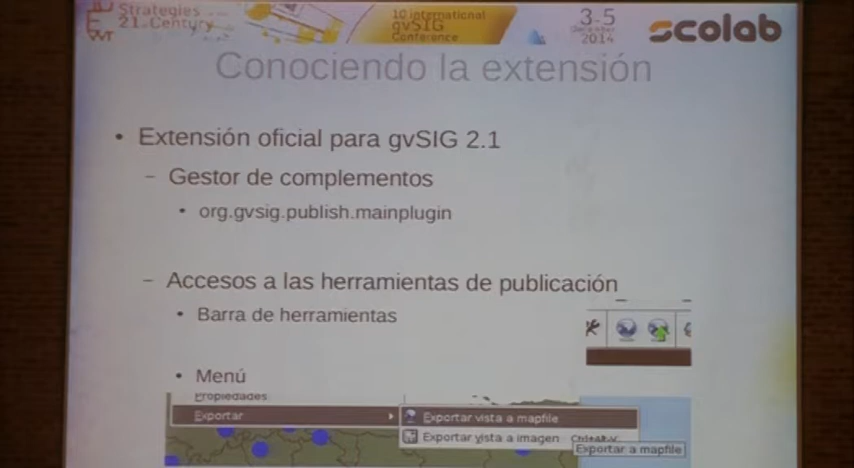 Strategies
21-Century
10 international
gvSIG
Conference
3-5
December
2014
scolab
Conociendo la extensión
• Extensión oficial para gvSIG 2.1
– Gestor de complementos
• org.gvsig.publish.mainplugin
– Accesos a las herramientas de publicación
• Barra de herramientas
• Menú
Propiedades
Exportar
Exportar vista a mapfile
Exportar vista a imagen
Exportar a mapfile